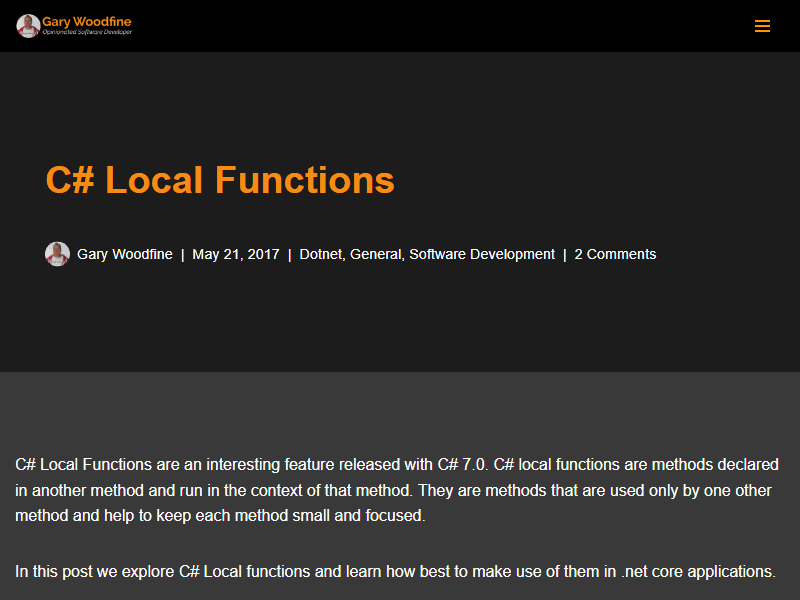 Gary Woodfine
Opinionated Software Developer
C# Local Functions
Gary Woodfine | May 21, 2017 | Dotnet, General, Software Development | 2 Comments
C# Local Functions are an interesting feature released with C# 7.0. C# local functions are methods declared
in another method and run in the context of that method. They are methods that are used only by one other
method and help to keep each method small and focused.
In this post we explore C# Local functions and learn how best to make use of them in .net core applications.